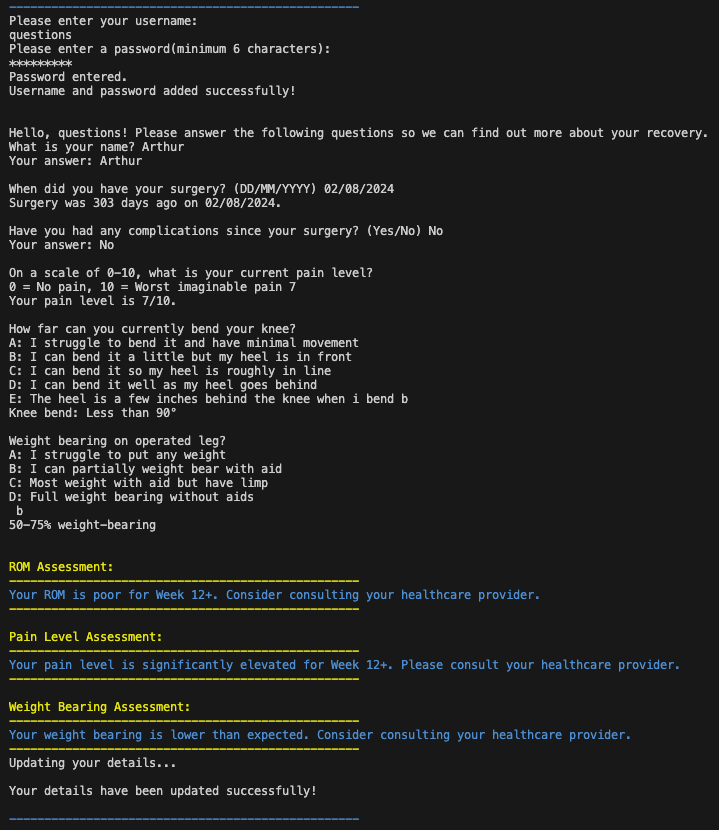 Please enter your username:
questions
Please enter a password(minimum 6 characters):
*********
Password entered.
Username and password added successfully!
Hello, questions! Please answer the following questions so we can find out more about your recovery.
What is your name? Arthur
Your answer: Arthur
When did you have your surgery? (DD/MM/YYYY) 02/08/2024
Surgery was 303 days ago on 02/08/2024.
Have you had any complications since your surgery? (Yes/No) No
Your answer: No
On a scale of 0-10, what is your current pain level?
0 = No pain, 10 = Worst imaginable pain 7
Your pain level is 7/10.
How far can you currently bend your knee?
A: I struggle to bend it and have minimal movement
B: I can bend it a little but my heel is in front
C: I can bend it so my heel is roughly in line
D: I can bend it well as my heel goes behind
E: The heel is a few inches behind the knee when i bend b
Knee bend: Less than 90°
Weight bearing on operated leg?
A: I struggle to put any weight
B: I can partially weight bear with aid
C: Most weight with aid but have limp
D: Full weight bearing without aids
b
50-75% weight-bearing
ROM Assessment:
Your ROM is poor for Week 12+. Consider consulting your healthcare provider.
Pain Level Assessment:
Your pain level is significantly elevated for Week 12+. Please consult your healthcare provider.
Weight Bearing Assessment:
Your weight bearing is lower than expected. Consider consulting your healthcare provider.
Updating your details...
Your details have been updated successfully!